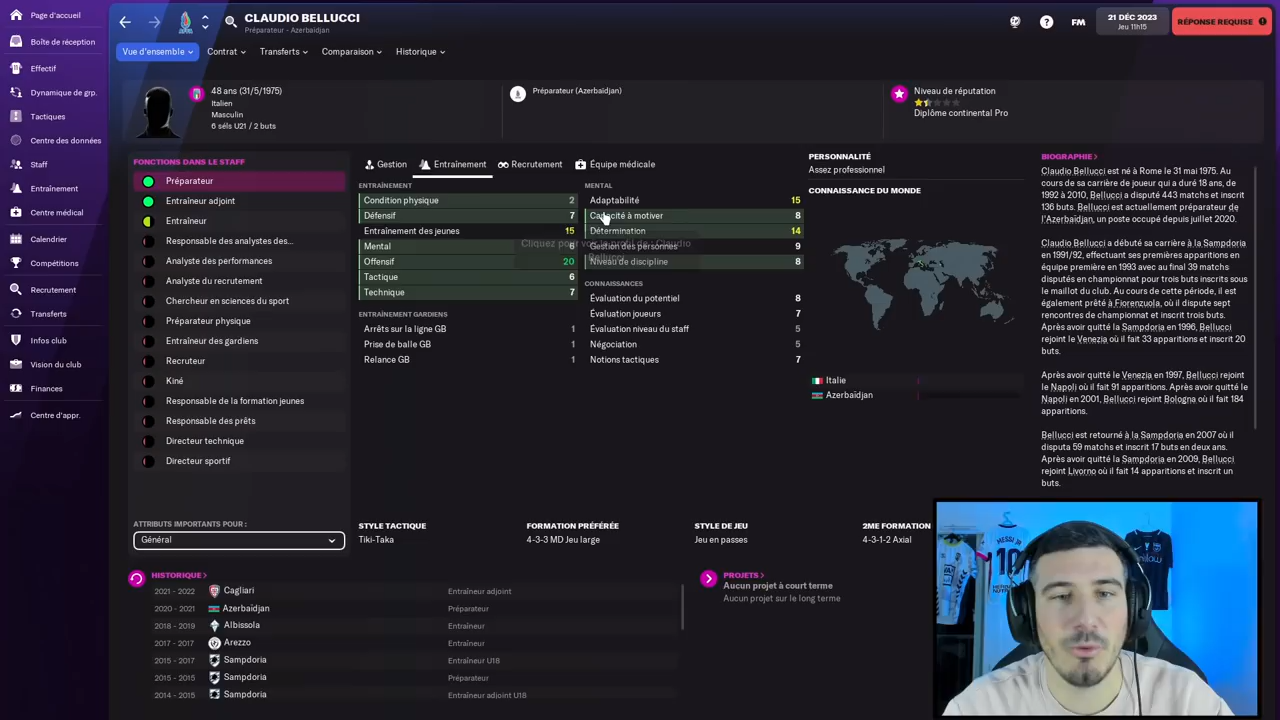 Page d'accueil
Boîte de réception
Effectif
Dynamique de grp.
Tactiques
Centre des données
Staff
Entraînement
Centre médical
Calendrier
Compétitions
Recrutement
Transferts
Infos club
Vision du club
Finances
Centre d'appr.
CLAUDIO BELLUCCI
Préparateur - Azerbaïdjan
FM
21 DÉC 2023
Jeu 11h15
RÉPONSE REQUISE
Vue d'ensemble
Contrat
Transferts
Comparaison
Historique
48 ans (31/5/1975)
Italien
Masculin
6 séls U21 / 2 buts
Préparateur (Azerbaïdjan)
Niveau de réputation
Diplôme continental Pro
FONCTIONS DANS LE STAFF
Préparateur
Entraîneur adjoint
Entraîneur
Responsable des analystes des...
Analyste des performances
Analyste du recrutement
Chercheur en sciences du sport
Préparateur physique
Entraîneur des gardiens
Recruteur
Kiné
Responsable de la formation jeunes
Responsable des prêts
Directeur technique
Directeur sportif
ATTRIBUTS IMPORTANTS POUR :
Général
Gestion
Entraînement
Recrutement
Équipe médicale
ENTRAÎNEMENT
Condition physique 2
Défensif 7
Entrainement des jeunes 15
Mental 6
Offensif 20
Tactique 6
Technique 7
ENTRAÎNEMENT GARDIENS
Arrêts sur la ligne GB 1
Prise de balle GB 1
Relance GB 1
MENTAL
Adaptabilité 15
Capacité à motiver 8
Détermination 14
Gestion des personnes 9
Niveau de discipline 8
Cliquez pour voir le profil de : Claudio
Bellucci
CONNAISSANCES
Évaluation du potentiel 8
Évaluation joueurs 7
Évaluation niveau du staff 5
Négociation 5
Notions tactiques 7
PERSONNALITÉ
Assez professionnel
CONNAISSANCE DU MONDE
Italie
Azerbaïdjan
BIOGRAPHIE
Claudio Bellucci est né à Rome le 31 mai 1975. Au
cours de sa carrière de joueur qui a duré 18 ans, de
1992 à 2010, Bellucci a disputé 443 matchs et inscrit
136 buts. Bellucci est actuellement préparateur de
l'Azerbaïdjan, un poste occupé depuis juillet 2020.
Claudio Bellucci a débuté sa carrière à la Sampdoria
en 1991/92, effectuant ses premières apparitions en
équipe première en 1993 avec au final 39 matchs
disputés en championnat pour trois buts inscrits sous
le maillot du club. Au cours de cette période, il est
également prêté à Fiorenzuola, où il dispute sept
rencontres de championnat et inscrit trois buts.
Après avoir quitté la Sampdoria en 1996, Bellucci
rejoint le Venezia où il fait 33 apparitions et inscrit 20
buts.
Après avoir quitté le Venezia en 1997, Bellucci rejoint
le Napoli où il fait 91 apparitions. Après avoir quitté le
Napoli en 2001, Bellucci rejoint Bologna où il fait 184
apparitions.
Bellucci est retourné à la Sampdoria en 2007 où il
disputa 59 matchs et inscrit 17 buts en deux ans.
Après avoir quitté la Sampdoria en 2009, Bellucci
rejoint Livorno où il fait 14 apparitions et inscrit un
buts.
STYLE TACTIQUE
Tiki-Taka
FORMATION PRÉFÉRÉE
4-3-3 MD Jeu large
STYLE DE JEU
Jeu en passes
2ME FORMATION
4-3-1-2 Axial
HISTORIQUE
2021 - 2022 Cagliari Entraîneur adjoint
2020 - 2021 Azerbaïdjan Préparateur
2018 - 2019 Albissola Entraîneur
2017 - 2017 Arezzo Entraîneur
2015 - 2017 Sampdoria Entraîneur U18
2015 - 2015 Sampdoria Préparateur
2014 - 2015 Sampdoria Entraîneur adjoint U18
PROJETS
Aucun projet à court terme
Aucun projet sur le long terme
MESSI JR
10